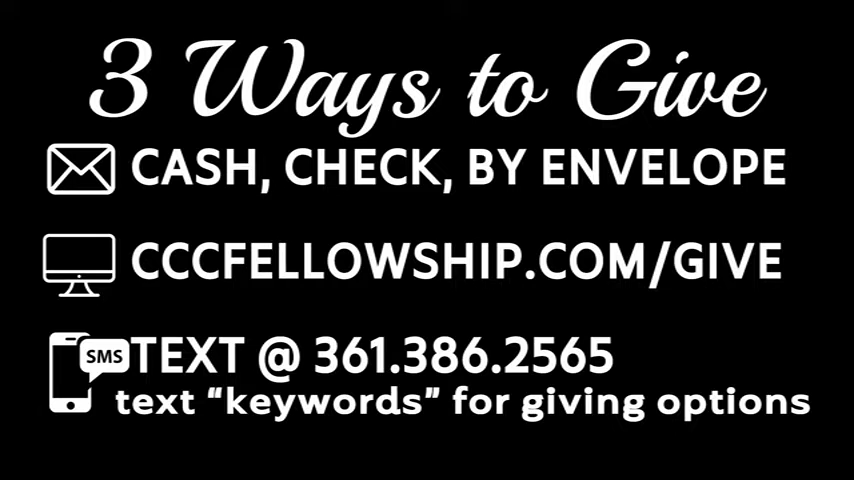 3 Ways to Give
CASH, CHECK, BY ENVELOPE
CCCFELLOWSHIP.COM/GIVE
SMS TEXT @ 361.386.2565
text “keywords” for giving options